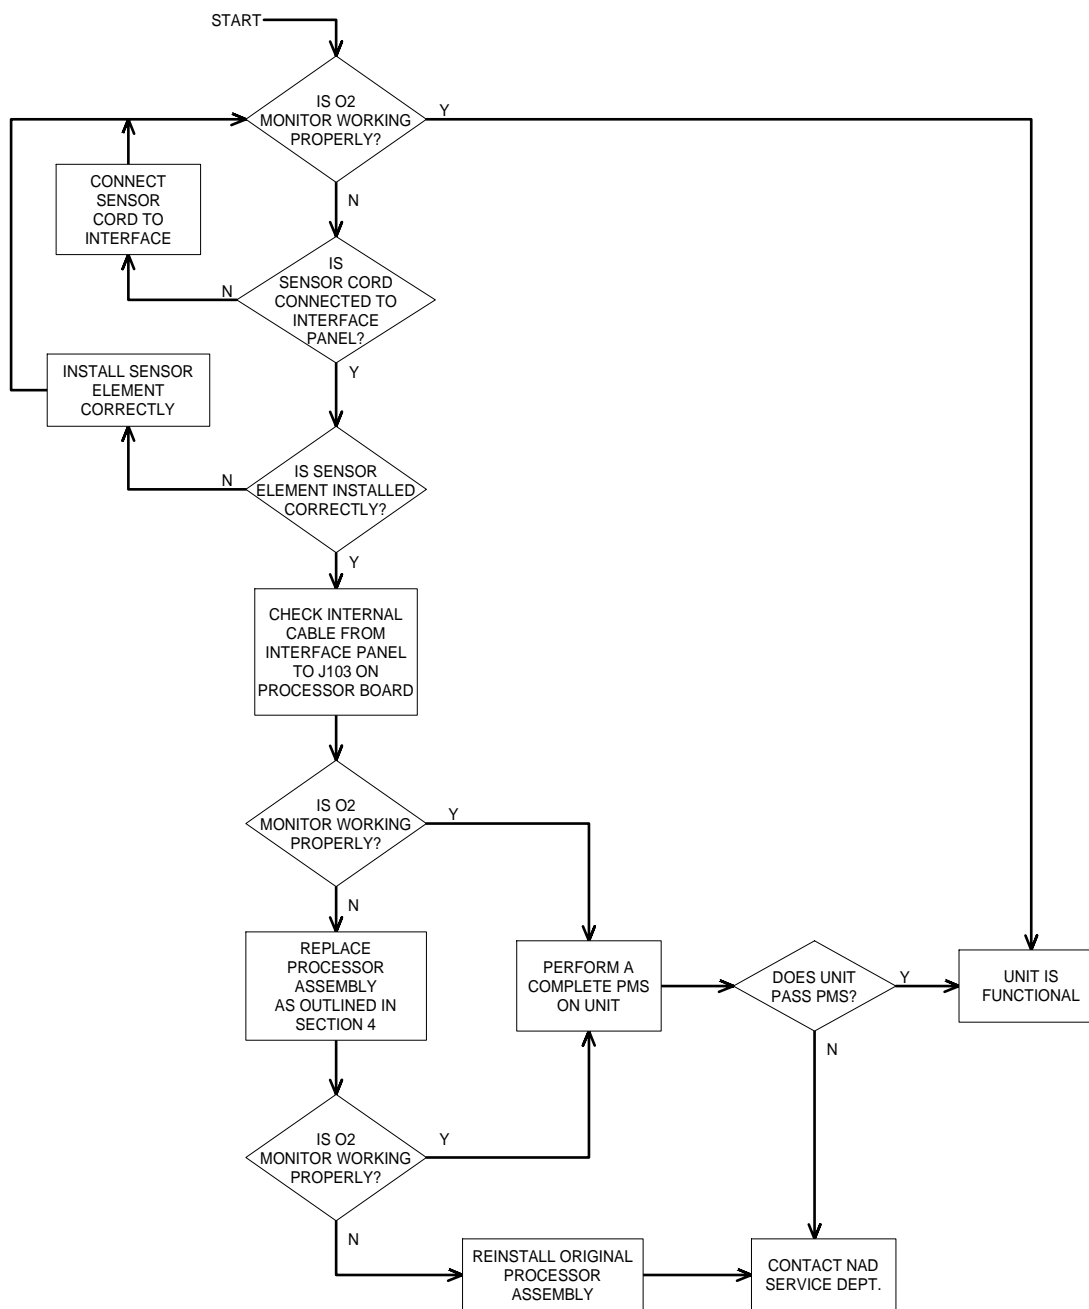 START
IS O2
MONITOR WORKING
PROPERLY?
Y
N
CONNECT
SENSOR
CORD TO
INTERFACE
IS
SENSOR CORD
CONNECTED TO
INTERFACE
PANEL?
N
Y
INSTALL SENSOR
ELEMENT
CORRECTLY
IS SENSOR
ELEMENT INSTALLED
CORRECTLY?
N
Y
CHECK INTERNAL
CABLE FROM
INTERFACE PANEL
TO J103 ON
PROCESSOR BOARD
IS O2
MONITOR WORKING
PROPERLY?
Y
N
REPLACE
PROCESSOR
ASSEMBLY
AS OUTLINED IN
SECTION 4
PERFORM A
COMPLETE PMS
ON UNIT
DOES UNIT
PASS PMS?
Y
N
UNIT IS
FUNCTIONAL
IS O2
MONITOR WORKING
PROPERLY?
Y
N
REINSTALL ORIGINAL
PROCESSOR
ASSEMBLY
CONTACT NAD
SERVICE DEPT.